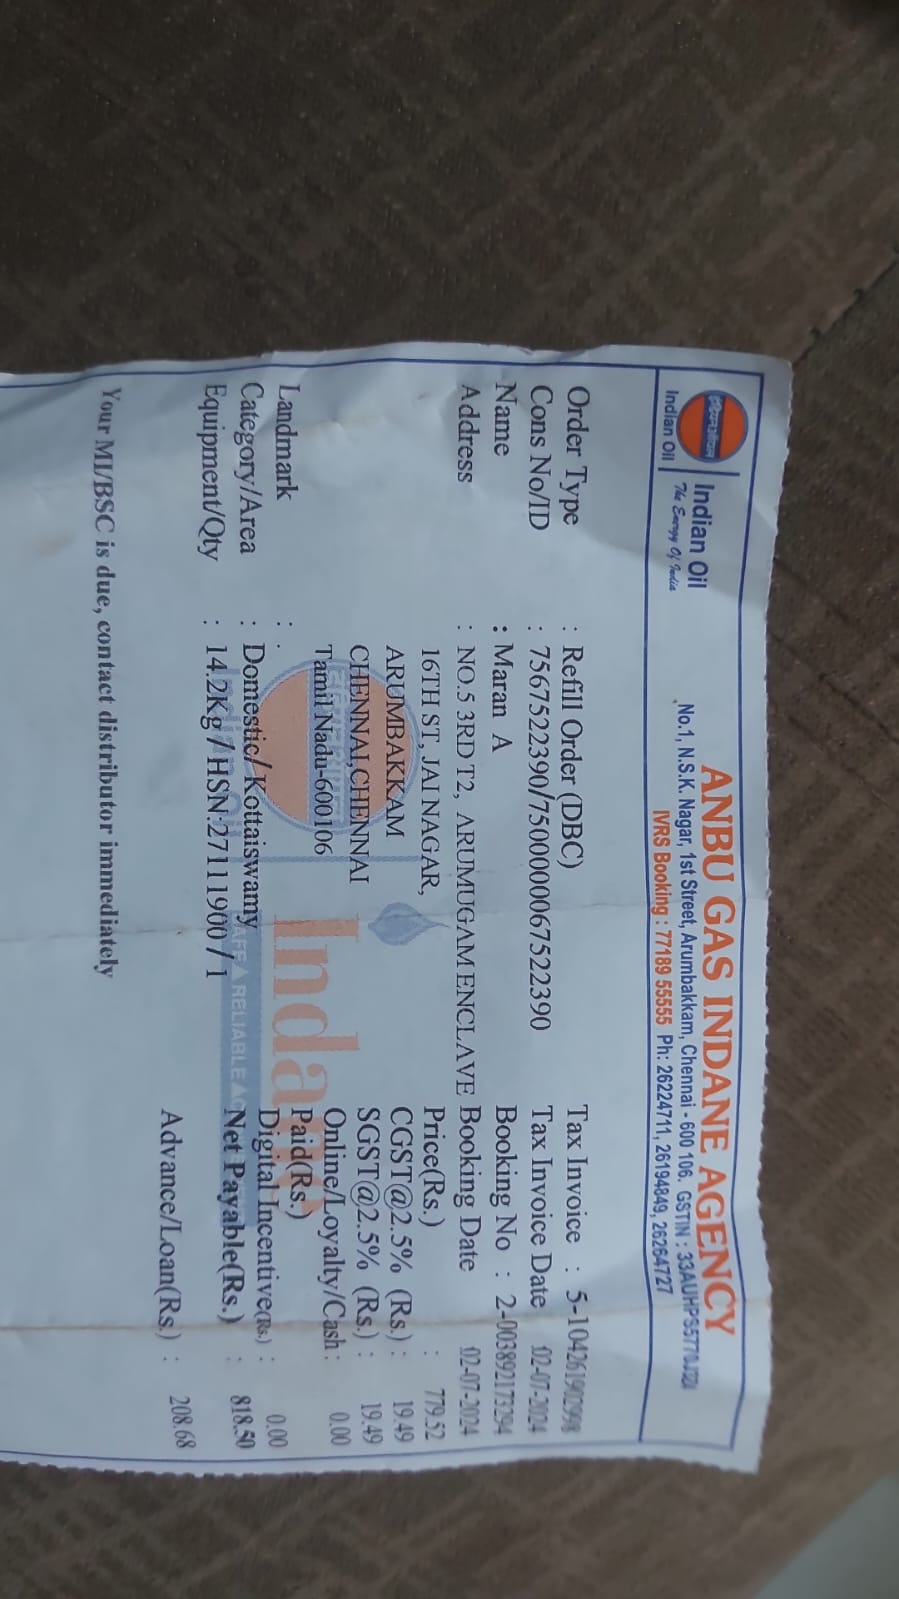 इंडियनऑयल
Indian Oil
Indian Oil
The Energy Of India
ANBU GAS INDANE AGENCY
No.1, N.S.K. Nagar, 1st Street, Arumbakkam, Chennai - 600 106. GSTIN :
IVRS Booking : 77189 55555 Ph: 26224711, 26194849, 26264727
Order Type : Refill Order (DBC)
Cons No/ID : 7567522390/7500000067522390
Name : Maran A
Address : NO.5 3RD T2, ARUMUGAM ENCLAVE
16TH ST, JAI NAGAR,
ARUMBAKKAM
CHENNAI,CHENNAI
Tamil Nadu-600106
Landmark : .
Category/Area : Domestic/ Kottaiswamy
Equipment/Qty : 14.2Kg / HSN:27111900 / 1
Tax Invoice : 5-104261902998
Tax Invoice Date 02-07-2024
Booking No : 2-003892173294
Booking Date 02-07-2024
Price(Rs.) : 779.52
CGST@2.5% (Rs.) : 19.49
SGST@2.5% (Rs.) : 19.49
Online/Loyalty/Cash : 0.00
Paid(Rs.)
Digital Incentive(Rs.) : 0.00
Net Payable(Rs.) : 818.50
Advance/Loan(Rs.) : 208.68
इंडियनऑयल
Indian Oil
Indane
RELIABLE
Your MI/BSC is due, contact distributor immediately